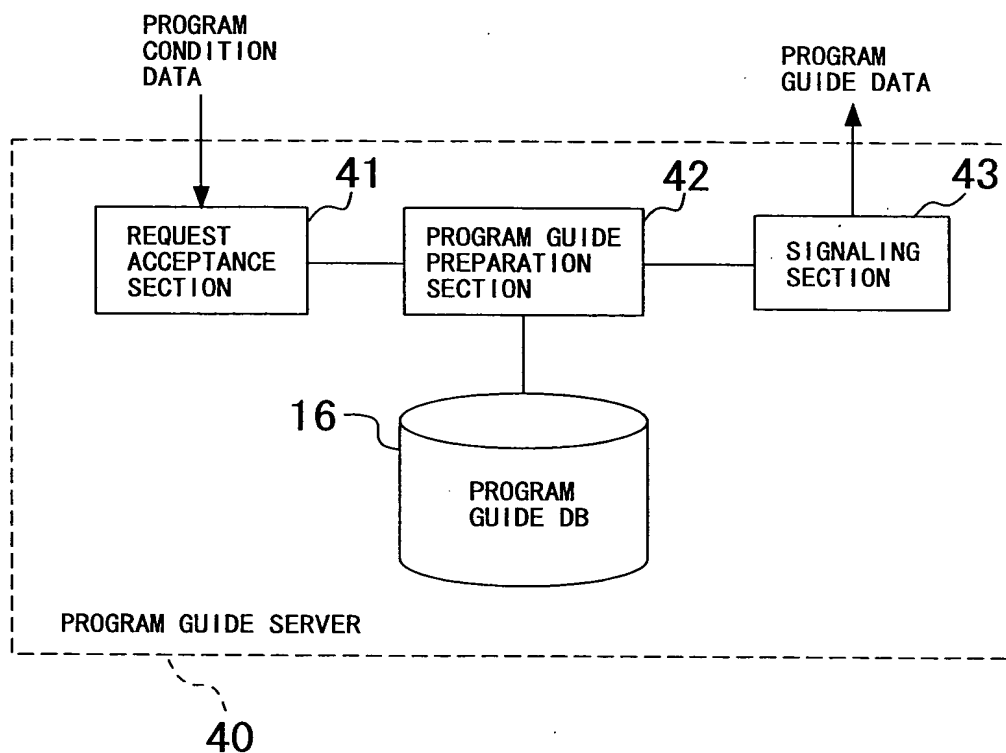 PROGRAM
CONDITION
DATA
PROGRAM
GUIDE DATA
41
42
43
REQUEST
ACCEPTANCE
SECTION
PROGRAM GUIDE
PREPARATION
SECTION
SIGNALING
SECTION
16
PROGRAM
GUIDE DB
PROGRAM GUIDE SERVER
40